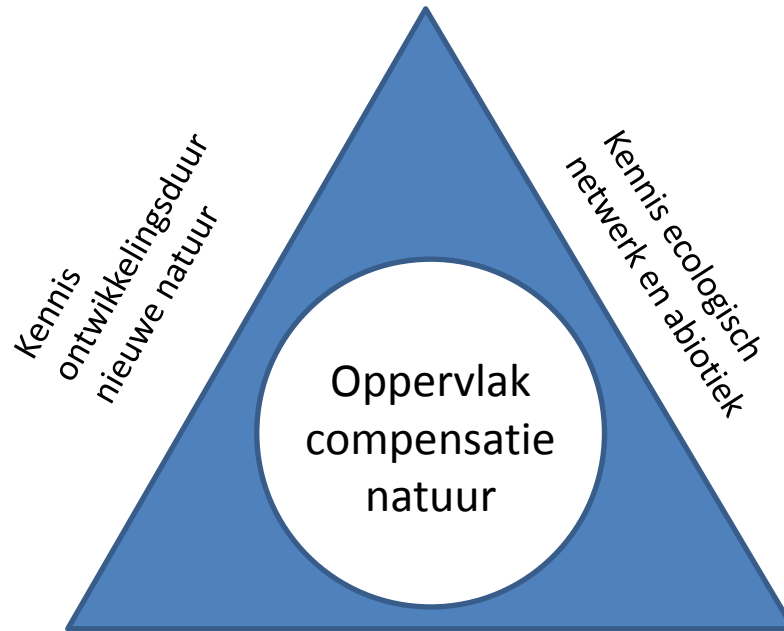 Kennis
ontwikkelingsduur
nieuwe natuur
Kennis ecologisch
netwerk en abiotiek
Oppervlak
compensatie
natuur